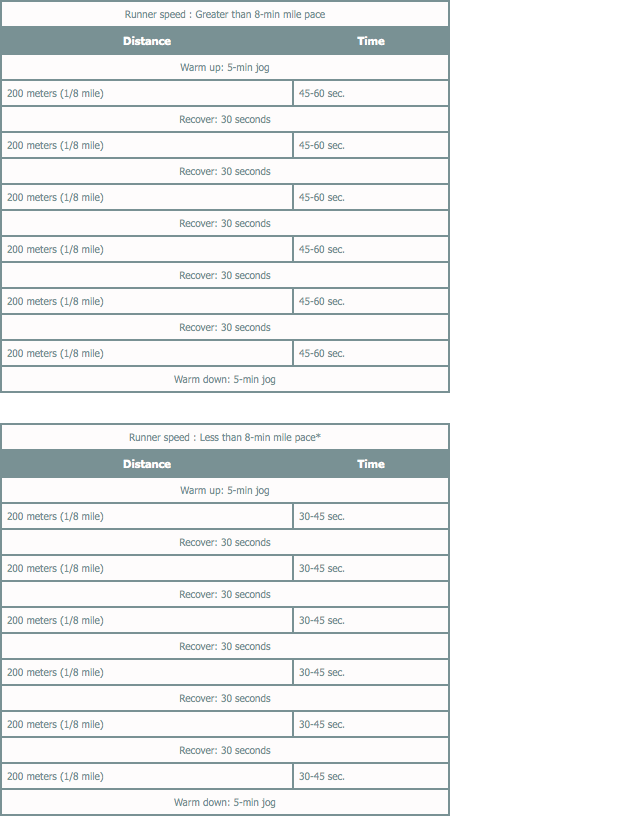 Runner speed : Greater than 8-min mile pace
Distance Time
Warm up: 5-min jog
200 meters (1/8 mile) 45-60 sec.
Recover: 30 seconds
200 meters (1/8 mile) 45-60 sec.
Recover: 30 seconds
200 meters (1/8 mile) 45-60 sec.
Recover: 30 seconds
200 meters (1/8 mile) 45-60 sec.
Recover: 30 seconds
200 meters (1/8 mile) 45-60 sec.
Recover: 30 seconds
200 meters (1/8 mile) 45-60 sec.
Warm down: 5-min jog
Runner speed : Less than 8-min mile pace*
Distance Time
Warm up: 5-min jog
200 meters (1/8 mile) 30-45 sec.
Recover: 30 seconds
200 meters (1/8 mile) 30-45 sec.
Recover: 30 seconds
200 meters (1/8 mile) 30-45 sec.
Recover: 30 seconds
200 meters (1/8 mile) 30-45 sec.
Recover: 30 seconds
200 meters (1/8 mile) 30-45 sec.
Recover: 30 seconds
200 meters (1/8 mile) 30-45 sec.
Warm down: 5-min jog